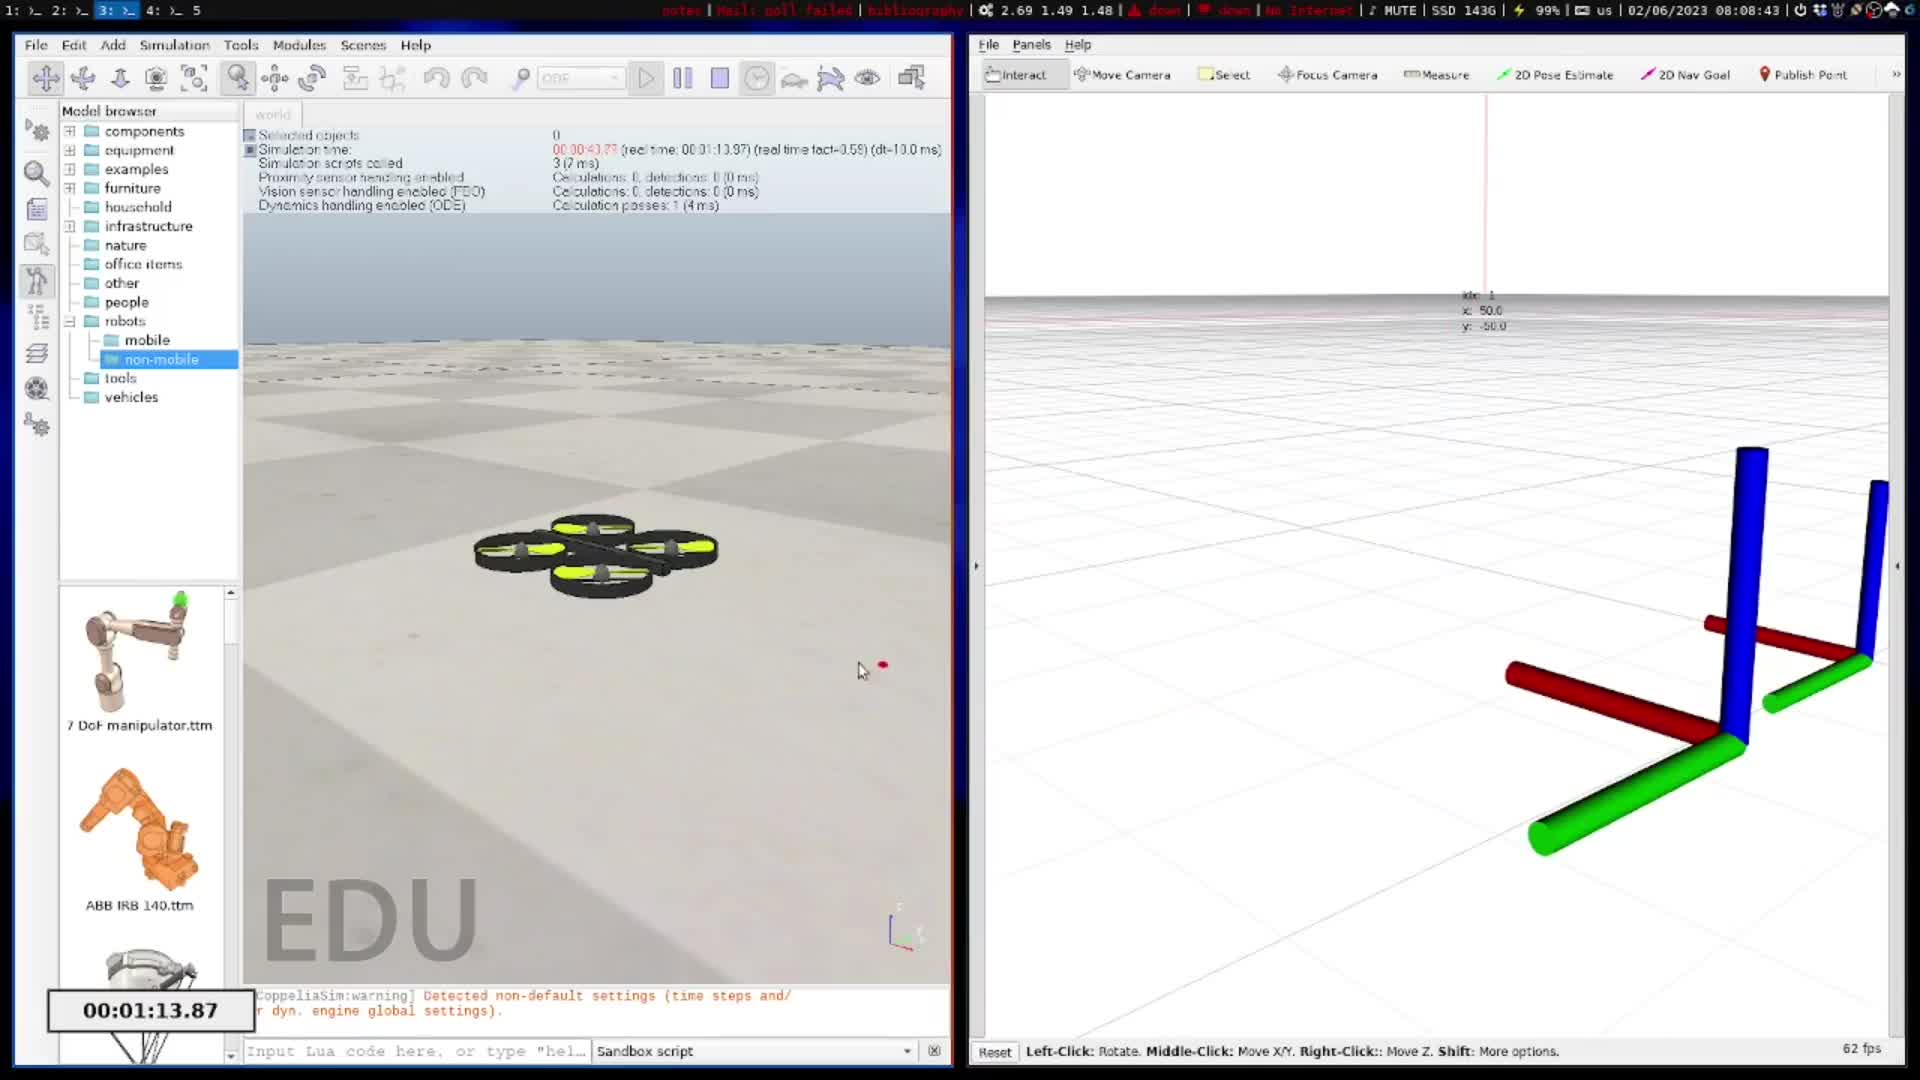 1: >_ 2: >_ 3: >_ 4: >_ 5
notes | Mail: poll failed | bibliography | 2.69 1.49 1.48 | down | down | No Internet | MUTE | SSD 143G | 99% | us | 02/06/2023 08:08:43 |
File Edit Add Simulation Tools Modules Scenes Help
ODE
Model browser
components
equipment
examples
furniture
household
infrastructure
nature
office items
other
people
robots
mobile
non-mobile
tools
vehicles
7 DoF manipulator.ttm
ABB IRB 140.ttm
00:01:13.87
world
Selected objects 0
Simulation time: (real time: 00:01:13.97) (real time fact=0.59) (dt=10.0 ms)
Simulation scripts called 3 (7 ms)
Proximity sensor handling enabled Calculations: 0, detections: 0 (0 ms)
Vision sensor handling enabled (FBO) Calculations: 0, detections: 0 (0 ms)
Dynamics handling enabled (ODE) Calculation passes: 1 (4 ms)
EDU
CoppeliaSim:warning] Detected non-default settings (time steps and/
r dyn. engine global settings).
Input Lua code here, or type "hel...
Sandbox script
File Panels Help
Interact Move Camera Select Focus Camera Measure 2D Pose Estimate 2D Nav Goal Publish Point »
idx: 1
x: 50.0
y: -50.0
Reset Left-Click: Rotate. Middle-Click: Move X/Y. Right-Click:: Move Z. Shift: More options.
62 fps